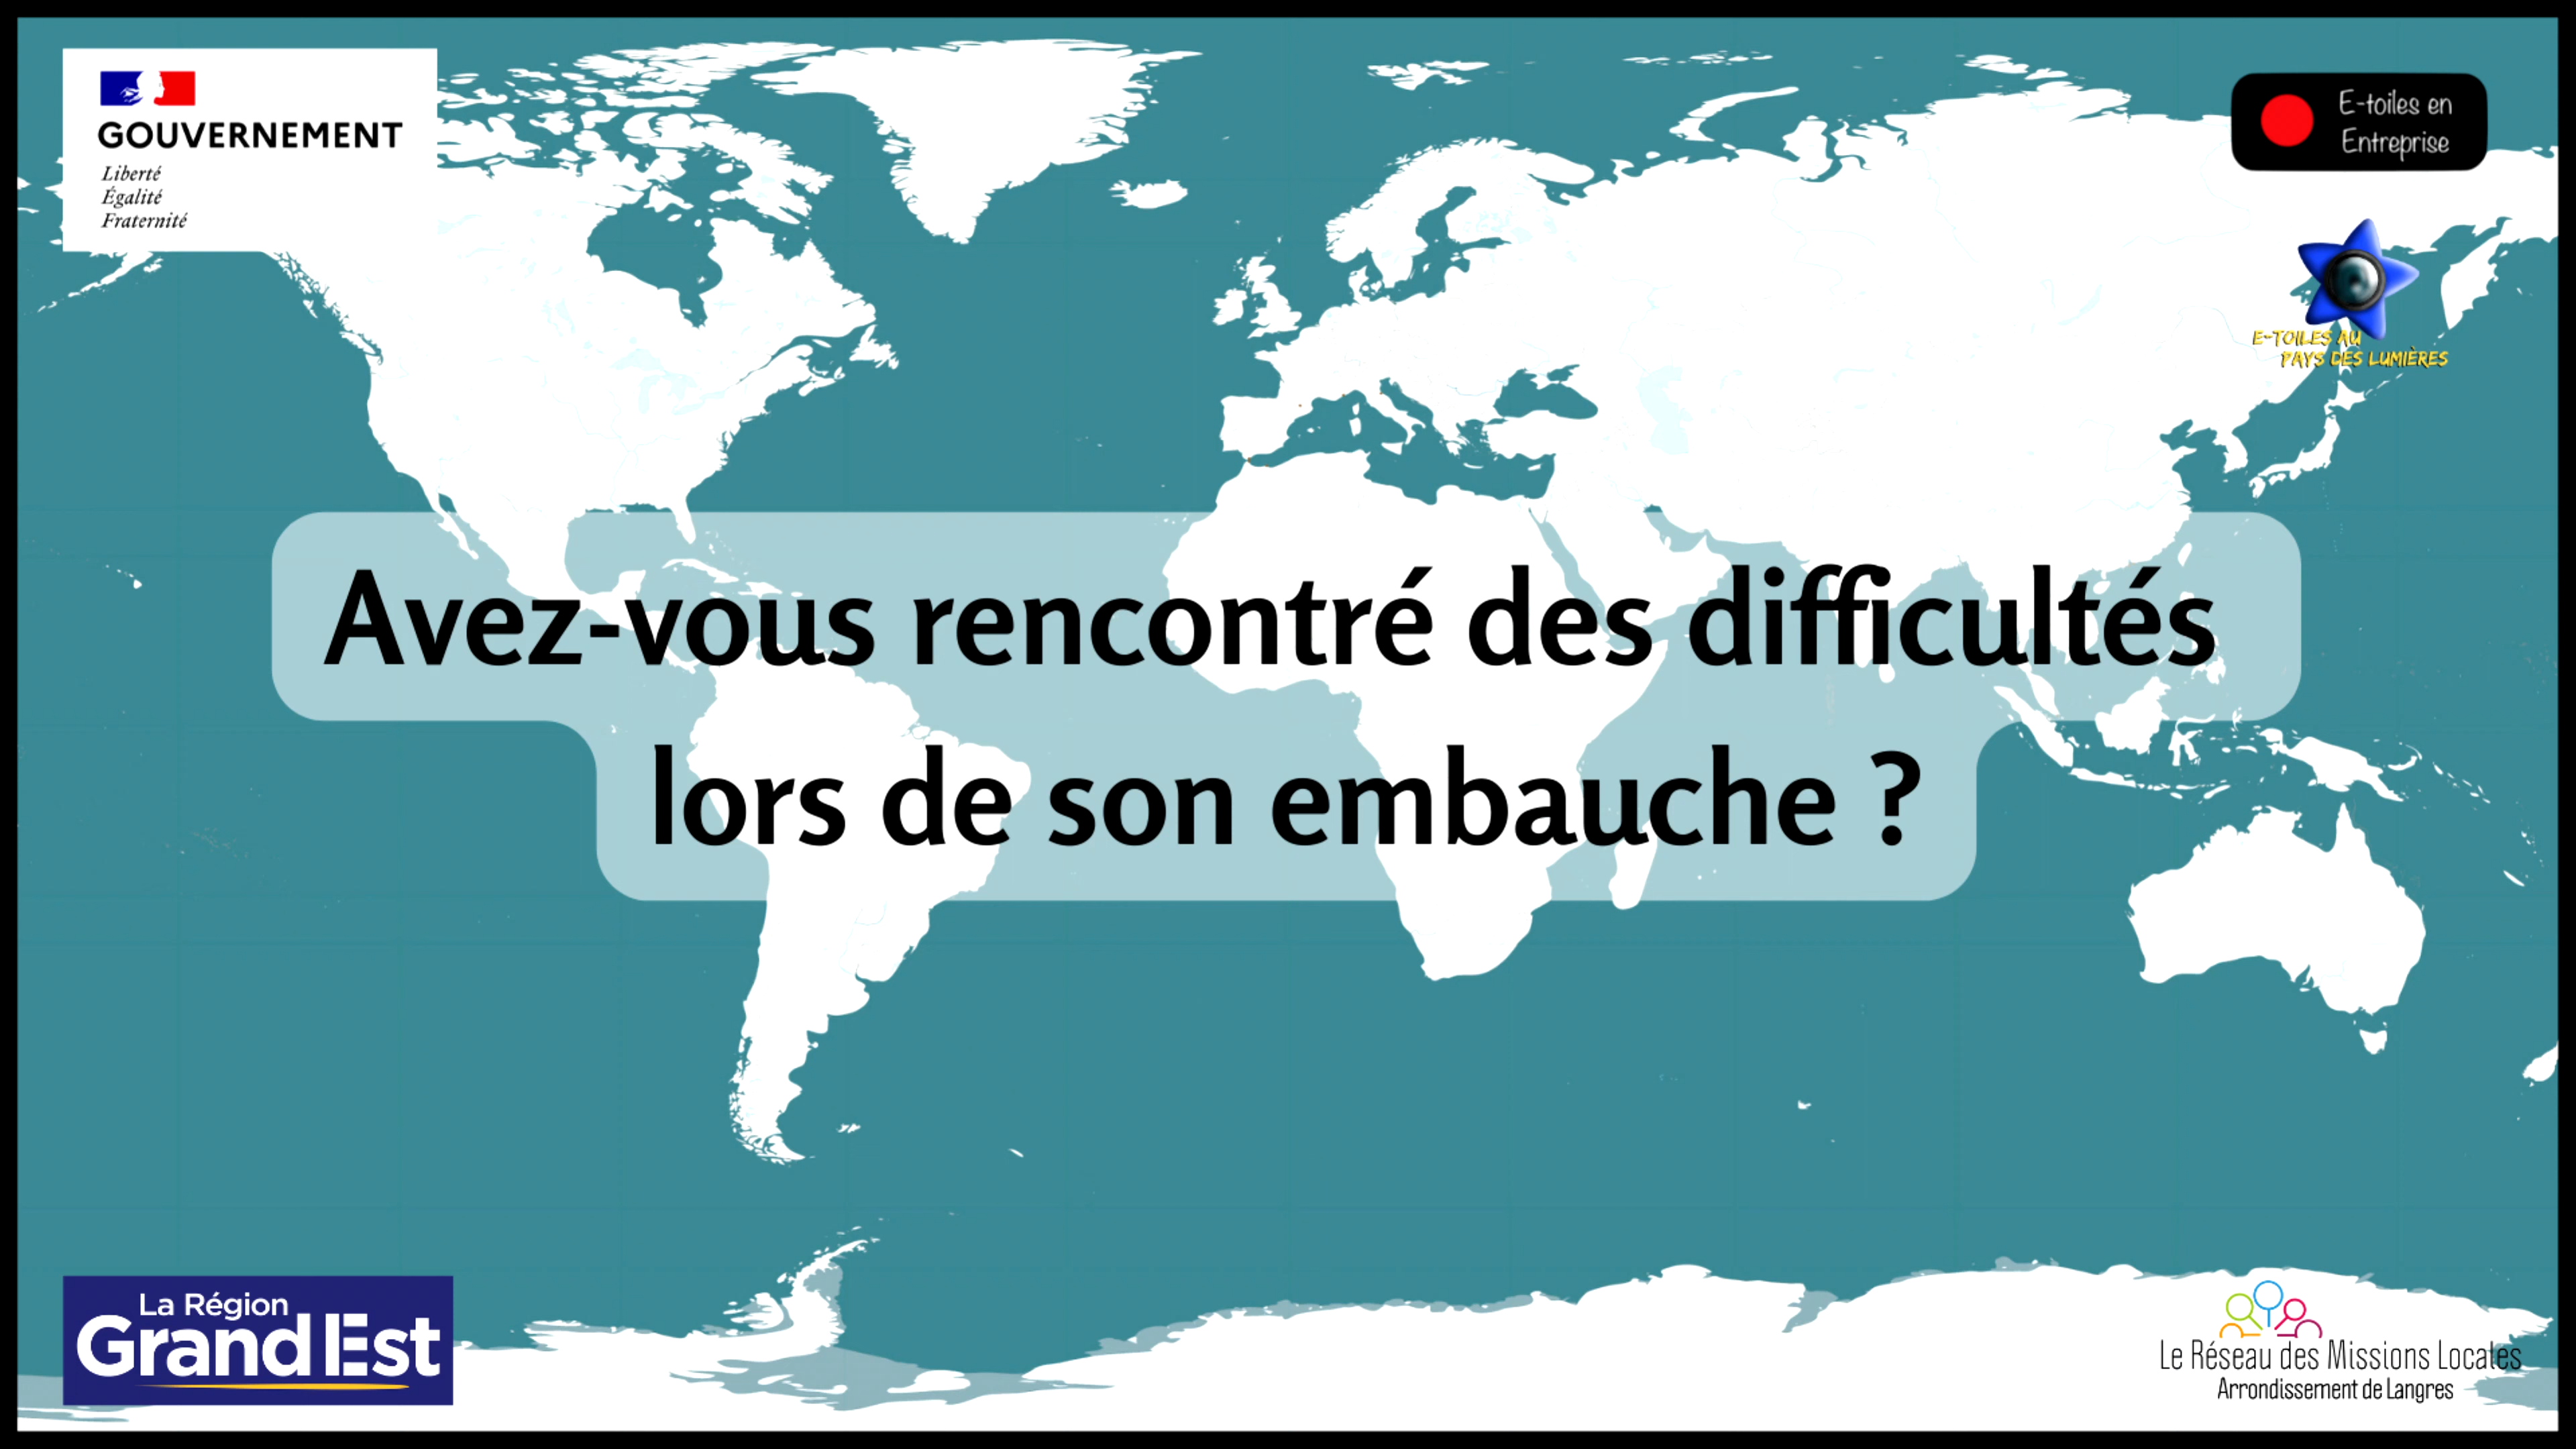 GOUVERNEMENT
Liberté
Égalité
Fraternité
E-toiles en
Entreprise
E-TOILES AU
PAYS DES LUMIÈRES
Avez-vous rencontré des difficultés
lors de son embauche ?
La Région
Grand Est
Le Réseau des Missions Locales
Arrondissement de Langres